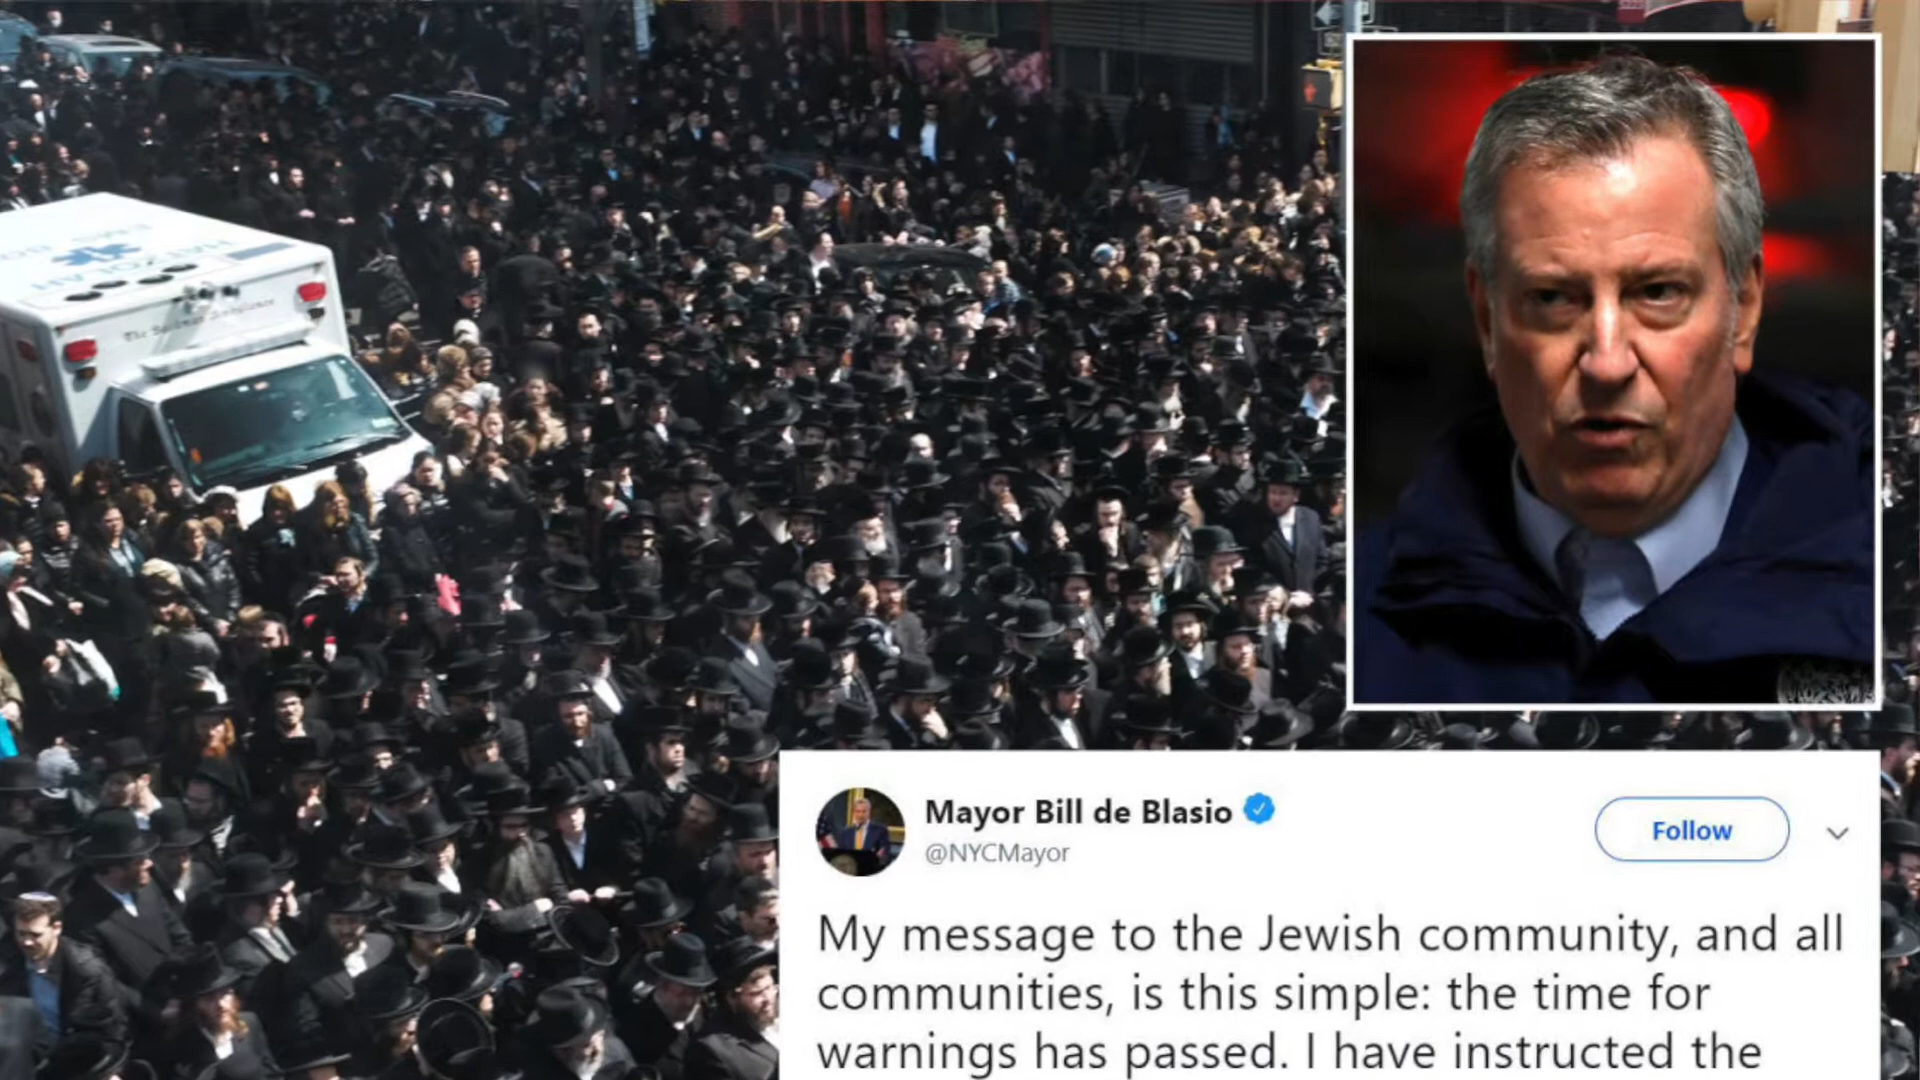 HATZOLAH
Mayor Bill de Blasio
@NYCMayor
Follow
My message to the Jewish community, and all
communities, is this simple: the time for
warnings has passed. I have instructed the